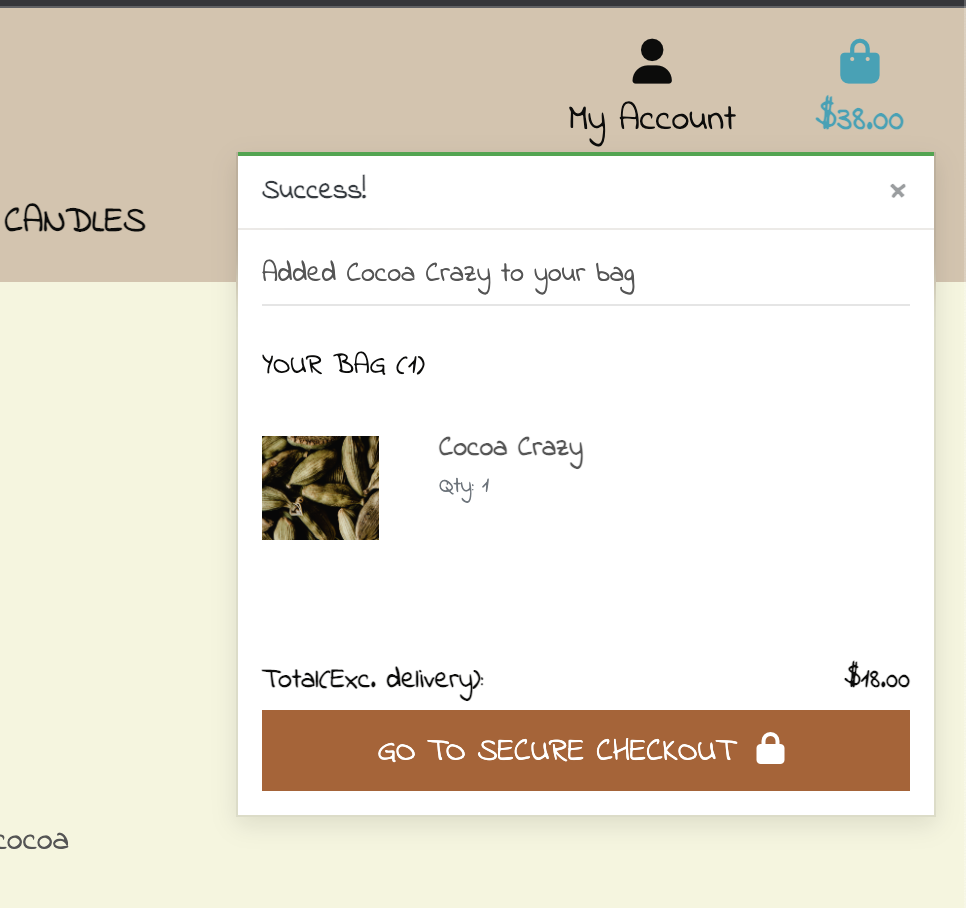 My Account
$38.00
CANDLES
Success!
×
Added Cocoa Crazy to your bag
YOUR BAG (1)
Cocoa Crazy
Qty: 1
Total(Exc. delivery):
$18.00
GO TO SECURE CHECKOUT
cocoa